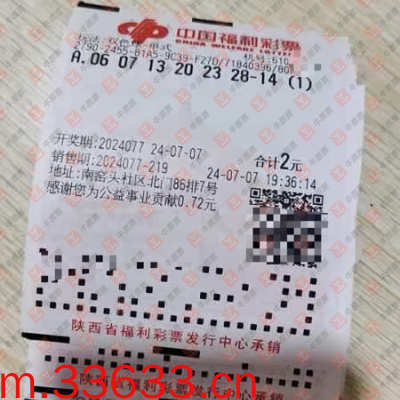 中国福利彩票
CHINA WELFARE LOTTERY
A.06 07 13 20 23 28-14 (1)
开奖期:2024077 24-07-07
合计2元
销售期:2024077-219
24-07-07 19:36:14
地址:南窑头社区北门86排7号
感谢您为公益事业贡献0.72元
陕西省福利彩票发行中心承销
m.33633.cn